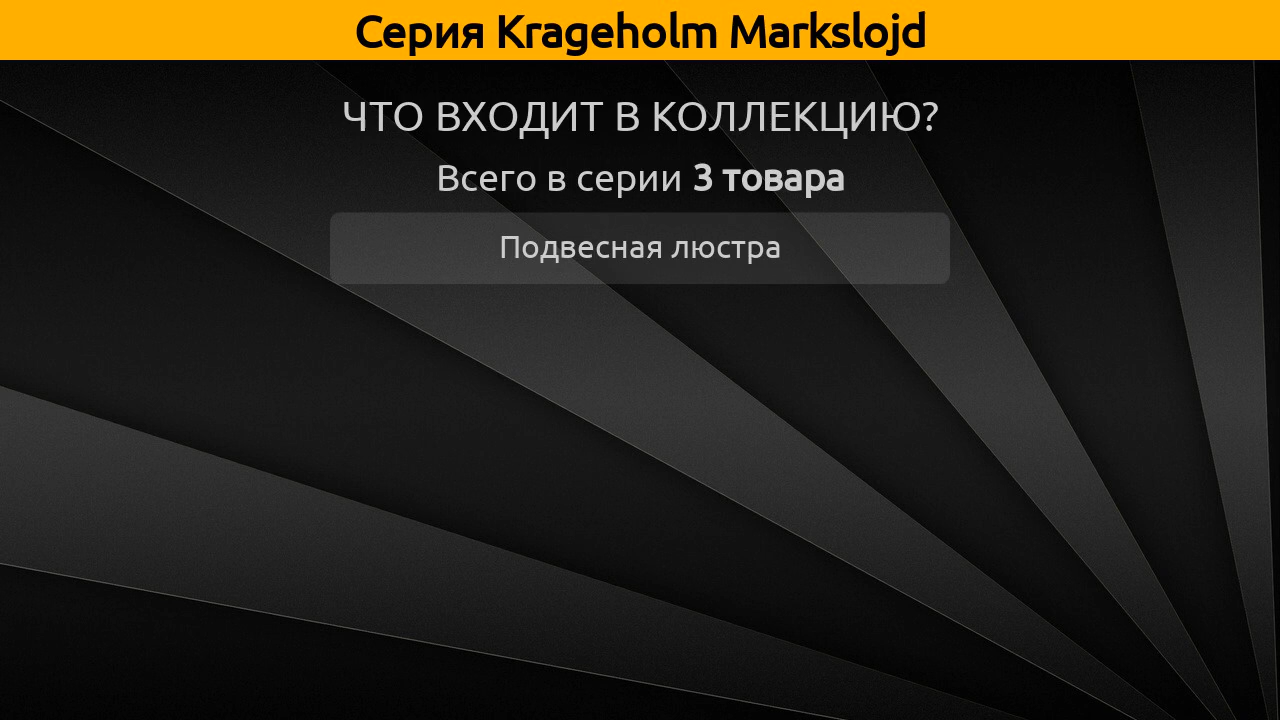 Серия Krageholm Markslojd
ЧТО ВХОДИТ В КОЛЛЕКЦИЮ?
Всего в серии 3 товара
Подвесная люстра